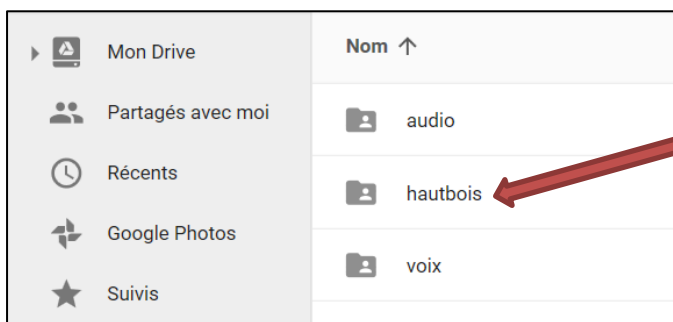 Mon Drive
Partagés avec moi
Récents
Google Photos
Suivis
Nom
audio
hautbois
voix